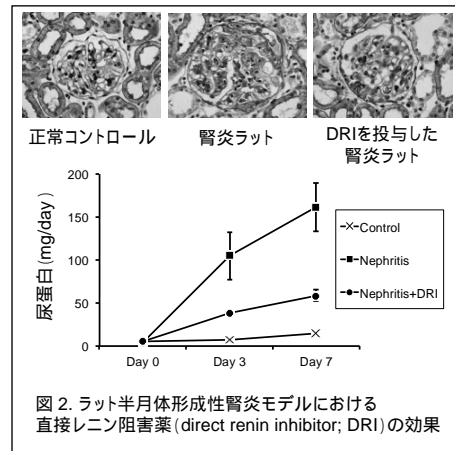 正常コントロール 腎炎ラット DRIを投与した
腎炎ラット
200
150
100
50
0
尿蛋白(mg/day)
Control
Nephritis
Nephritis+DRI
Day 0 Day 3 Day 7
図 2. ラット半月体形成性腎炎モデルにおける
直接レニン阻害薬(direct renin inhibitor; DRI)の効果